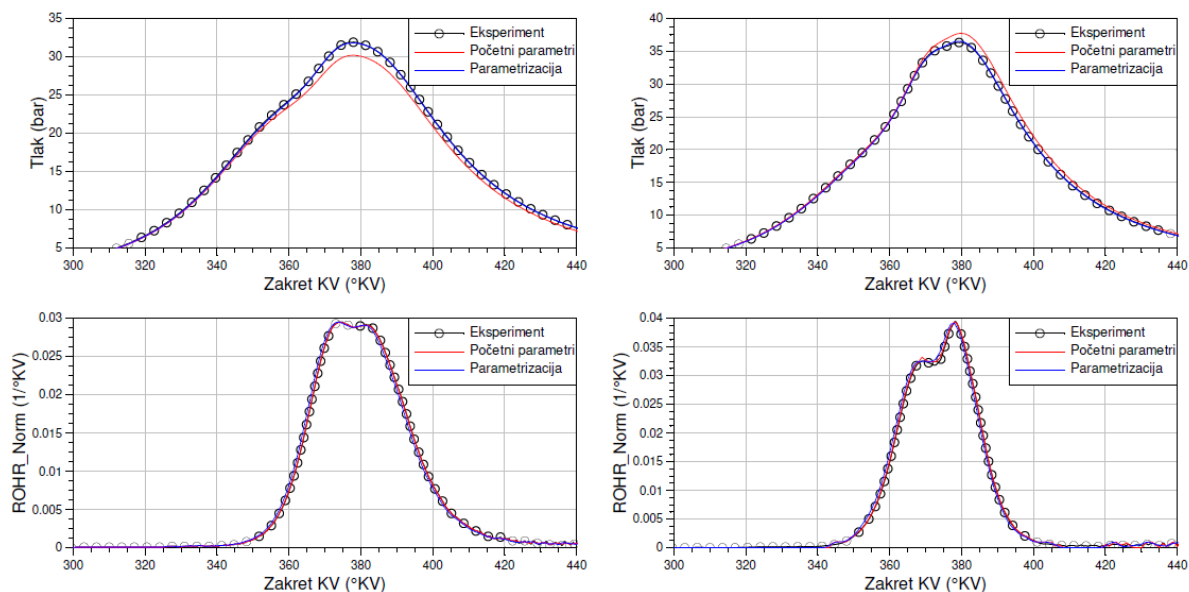 35
30
25
20
15
10
5
Tlak (bar)
Eksperiment
Početni parametri
Parametrizacija
300 320 340 360 380 400 420 440
Zakret KV (°KV)
40
35
30
25
20
15
10
5
Tlak (bar)
Eksperiment
Početni parametri
Parametrizacija
300 320 340 360 380 400 420 440
Zakret KV (°KV)
0.03
0.025
0.02
0.015
0.01
0.005
0
ROHR_Norm (1/°KV)
Eksperiment
Početni parametri
Parametrizacija
300 320 340 360 380 400 420 440
Zakret KV (°KV)
0.04
0.035
0.03
0.025
0.02
0.015
0.01
0.005
0
ROHR_Norm (1/°KV)
Eksperiment
Početni parametri
Parametrizacija
300 320 340 360 380 400 420 440
Zakret KV (°KV)